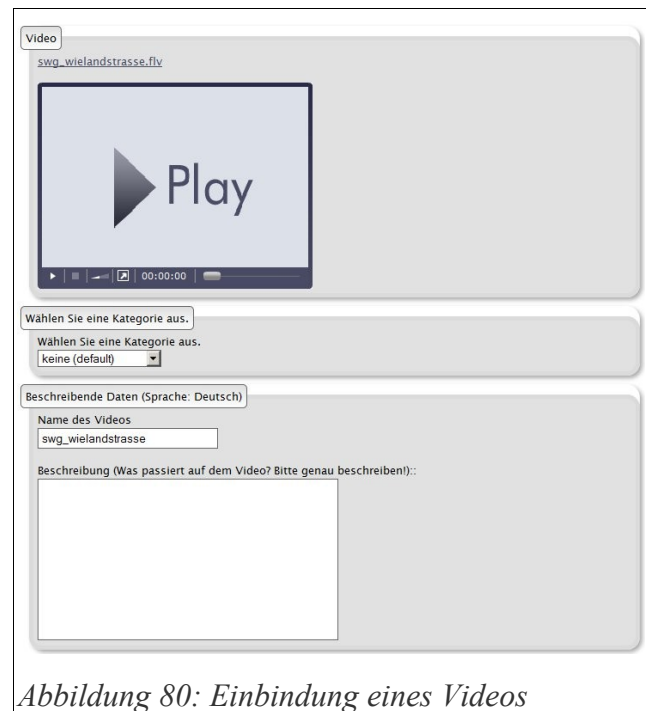 Video
swg_wielandstrasse.flv
Play
00:00:00
Wählen Sie eine Kategorie aus.
Wählen Sie eine Kategorie aus.
keine (default)
Beschreibende Daten (Sprache: Deutsch)
Name des Videos
swg_wielandstrasse
Beschreibung (Was passiert auf dem Video? Bitte genau beschreiben!)::
Abbildung 80: Einbindung eines Videos